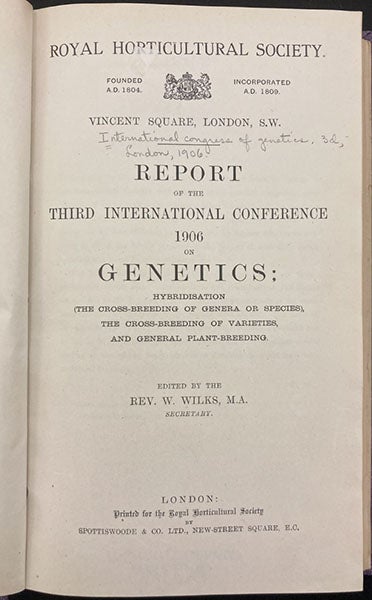 ROYAL HORTICULTURAL SOCIETY.
FOUNDED
A.D. 1804.
INCORPORATED
A.D. 1809.
VINCENT SQUARE, LONDON, S.W.
International congress of genetics. 3d,
London, 1906.
REPORT
OF THE
THIRD INTERNATIONAL CONFERENCE
1906
ON
GENETICS;
HYBRIDISATION
(THE CROSS-BREEDING OF GENERA OR SPECIES),
THE CROSS-BREEDING OF VARIETIES,
AND GENERAL PLANT-BREEDING.
EDITED BY THE
REV. W. WILKS, M.A.
SECRETARY.
LONDON:
Printed for the Royal Horticultural Society
BY
SPOTTISWOODE & CO. LTD., NEW-STREET SQUARE, E.C.